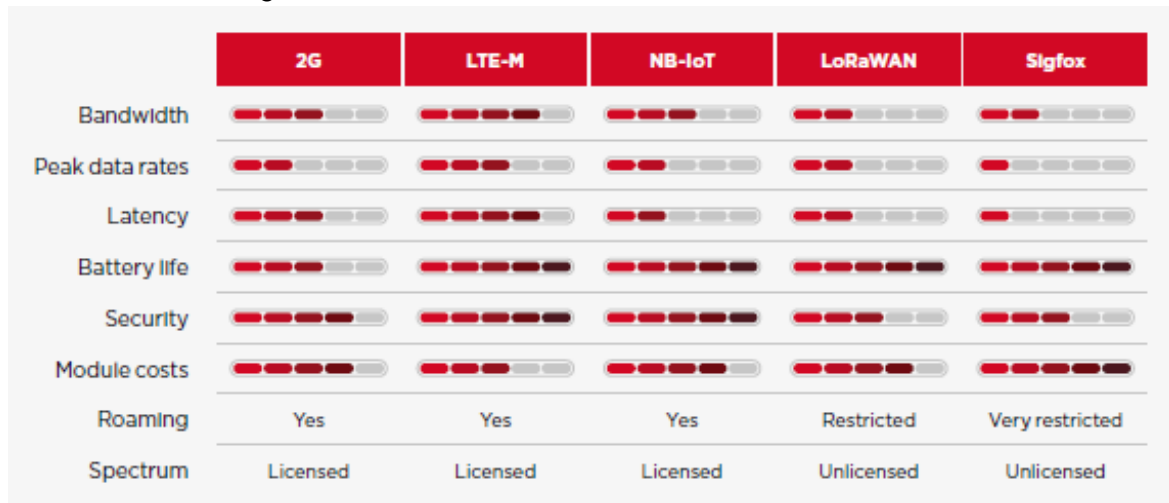 2G LTE-M NB-IoT LoRaWAN Sigfox
Bandwidth
Peak data rates
Latency
Battery life
Security
Module costs
Roaming Yes Yes Yes Restricted Very restricted
Spectrum Licensed Licensed Licensed Unlicensed Unlicensed